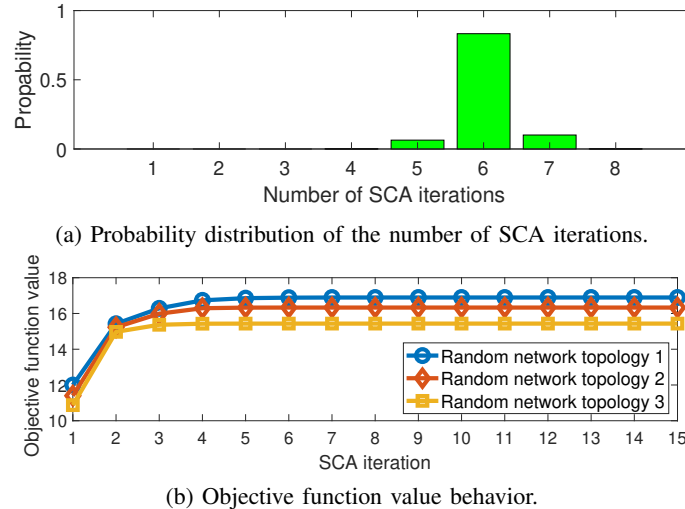 1
0.5
0
Propability
1 2 3 4 5 6 7 8
Number of SCA iterations
(a) Probability distribution of the number of SCA iterations.
18
16
14
12
10
Objective function value
Random network topology 1
Random network topology 2
Random network topology 3
1 2 3 4 5 6 7 8 9 10 11 12 13 14 15
SCA iteration
(b) Objective function value behavior.